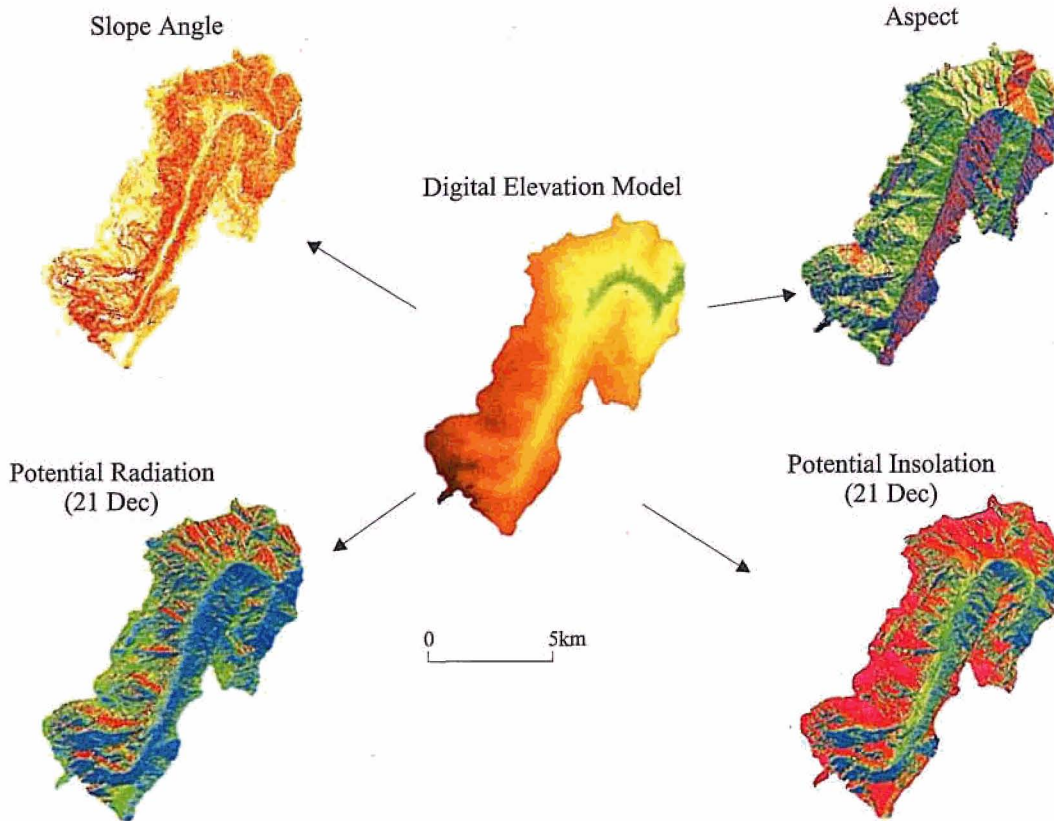 Slope Angle
Aspect
Digital Elevation Model
Potential Radiation
(21 Dec)
Potential Insolation
(21 Dec)
0 5km